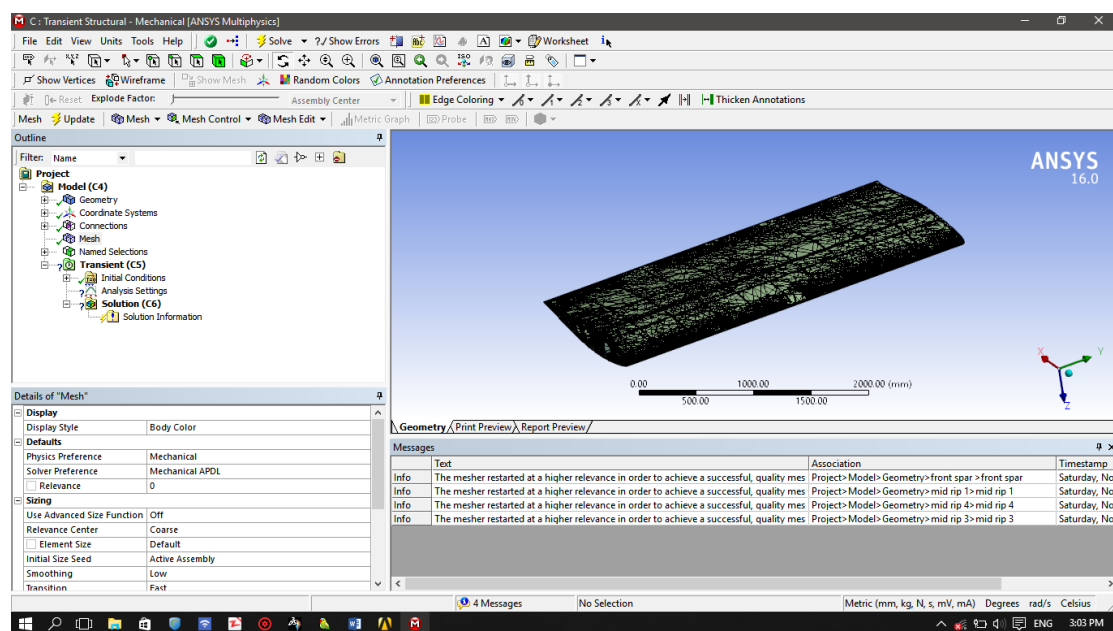 C : Transient Structural - Mechanical [ANSYS Multiphysics]
File Edit View Units Tools Help Solve ?/ Show Errors Worksheet
Show Vertices Wireframe Show Mesh Random Colors Annotation Preferences
Reset Explode Factor: Assembly Center Edge Coloring Thicken Annotations
Mesh Update Mesh Mesh Control Mesh Edit Metric Graph Probe
Outline
Filter: Name
Project
Model (C4)
Geometry
Coordinate Systems
Connections
Mesh
Named Selections
Transient (C5)
Initial Conditions
Analysis Settings
Solution (C6)
Solution Information
ANSYS
16.0
X
Y
Z
0.00 1000.00 2000.00 (mm)
500.00 1500.00
Geometry Print Preview Report Preview
Details of "Mesh"
Display
Display Style Body Color
Defaults
Physics Preference Mechanical
Solver Preference Mechanical APDL
Relevance 0
Sizing
Use Advanced Size Function Off
Relevance Center Coarse
Element Size Default
Initial Size Seed Active Assembly
Smoothing Low
Transition Fast
Messages
Text Association Timestamp
Info The mesher restarted at a higher relevance in order to achieve a successful, quality mes Project>Model>Geometry>front spar >front spar Saturday, No
Info The mesher restarted at a higher relevance in order to achieve a successful, quality mes Project>Model>Geometry>mid rip 1>mid rip 1 Saturday, No
Info The mesher restarted at a higher relevance in order to achieve a successful, quality mes Project>Model>Geometry>mid rip 4>mid rip 4 Saturday, No
Info The mesher restarted at a higher relevance in order to achieve a successful, quality mes Project>Model>Geometry>mid rip 3>mid rip 3 Saturday, No
4 Messages No Selection Metric (mm, kg, N, s, mV, mA) Degrees rad/s Celsius
ENG 3:03 PM